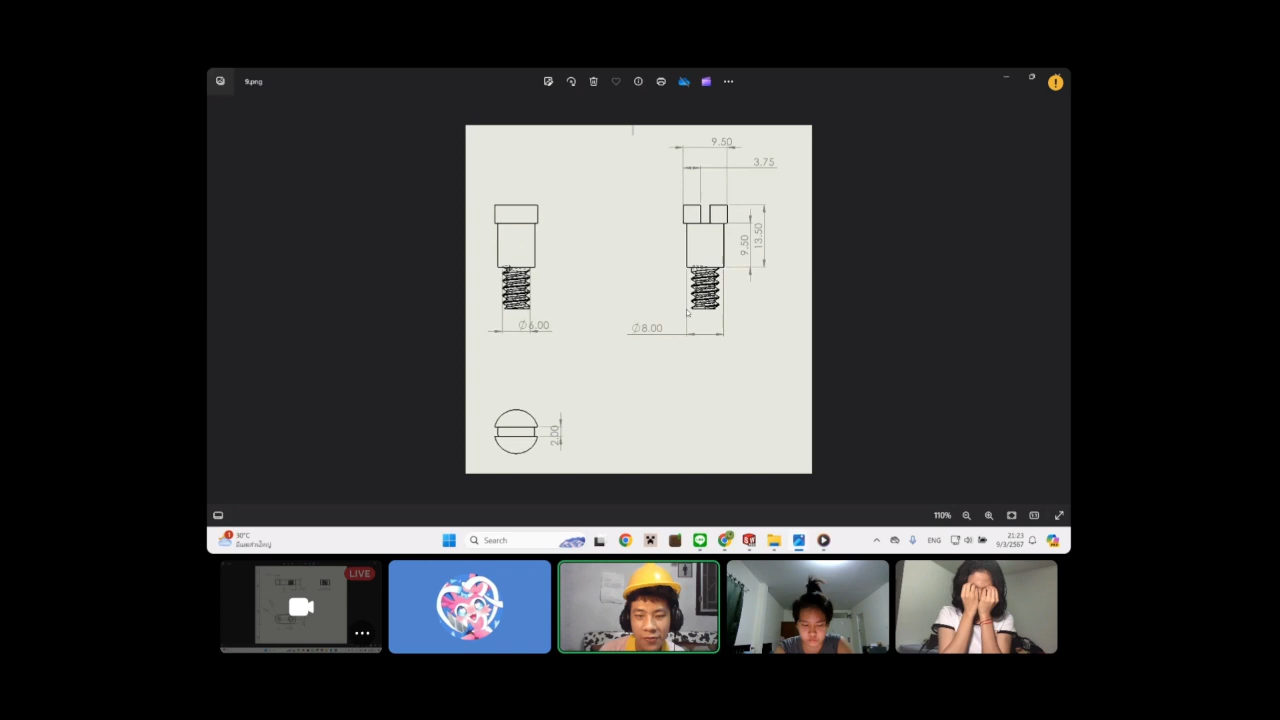 9.png
9.50
3.75
9.50
13.50
Ø6.00
Ø8.00
2.00
110%
1
30°C
Search
ENG
21:23
9/3/2567
LIVE